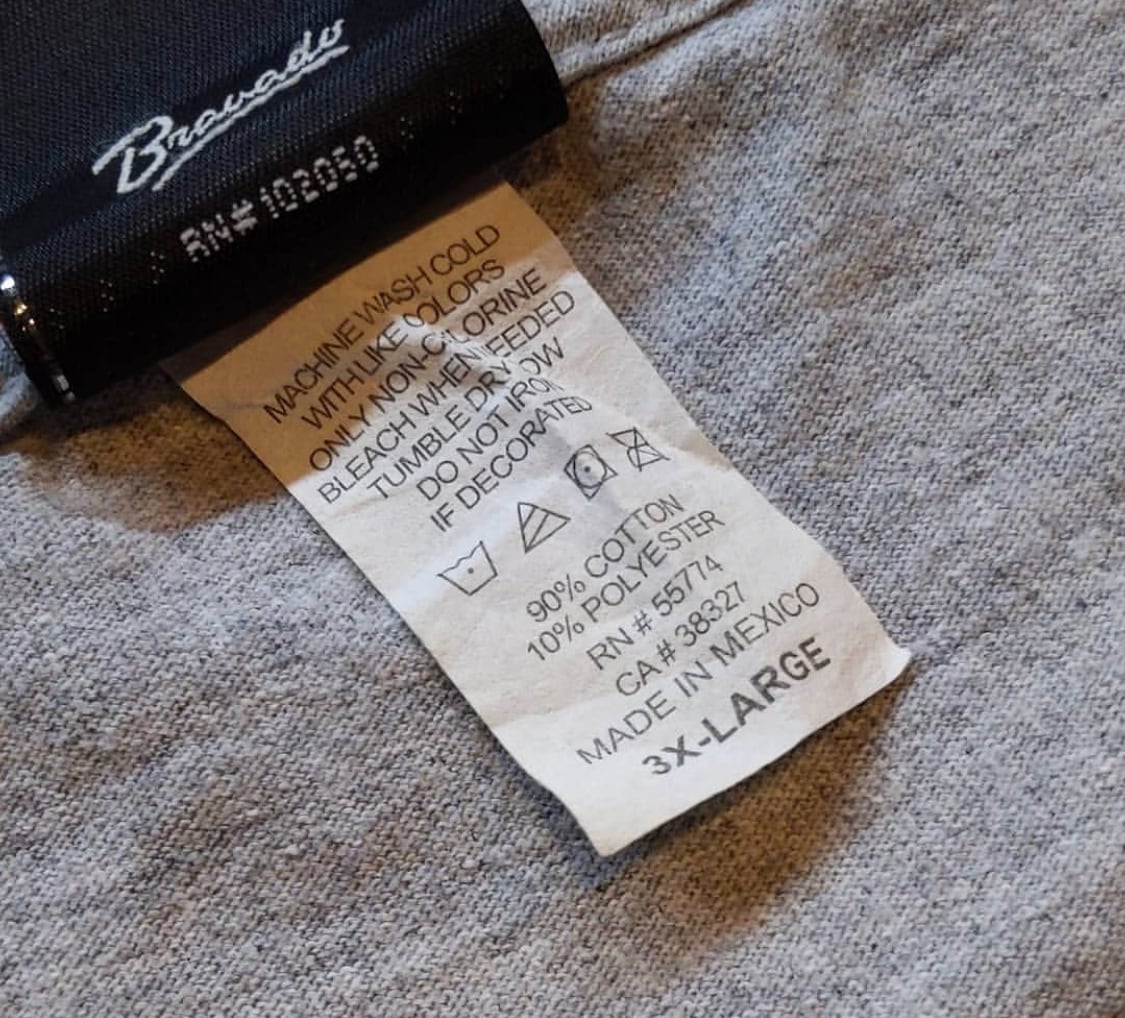 Bravado
RN# 102050
MACHINE WASH COLD
WITH LIKE COLORS
ONLY NON-CHLORINE
BLEACH WHEN NEEDED
TUMBLE DRY LOW
DO NOT IRON
IF DECORATED
90% COTTON
10% POLYESTER
RN # 55774
CA # 38327
MADE IN MEXICO
3X-LARGE